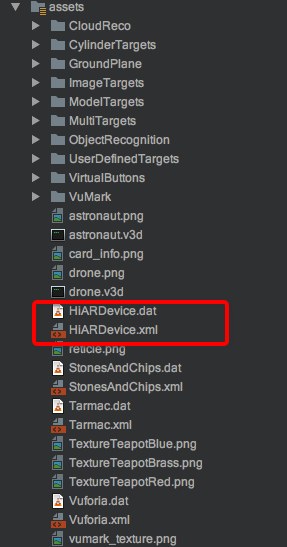 assets
CloudReco
CylinderTargets
GroundPlane
ImageTargets
ModelTargets
MultiTargets
ObjectRecognition
UserDefinedTargets
VirtualButtons
VuMark
astronaut.png
astronaut.v3d
card_info.png
drone.png
drone.v3d
HiARDevice.dat
HiARDevice.xml
reticle.png
StonesAndChips.dat
StonesAndChips.xml
Tarmac.dat
Tarmac.xml
TextureTeapotBlue.png
TextureTeapotBrass.png
TextureTeapotRed.png
Vuforia.dat
Vuforia.xml
vumark_texture.png